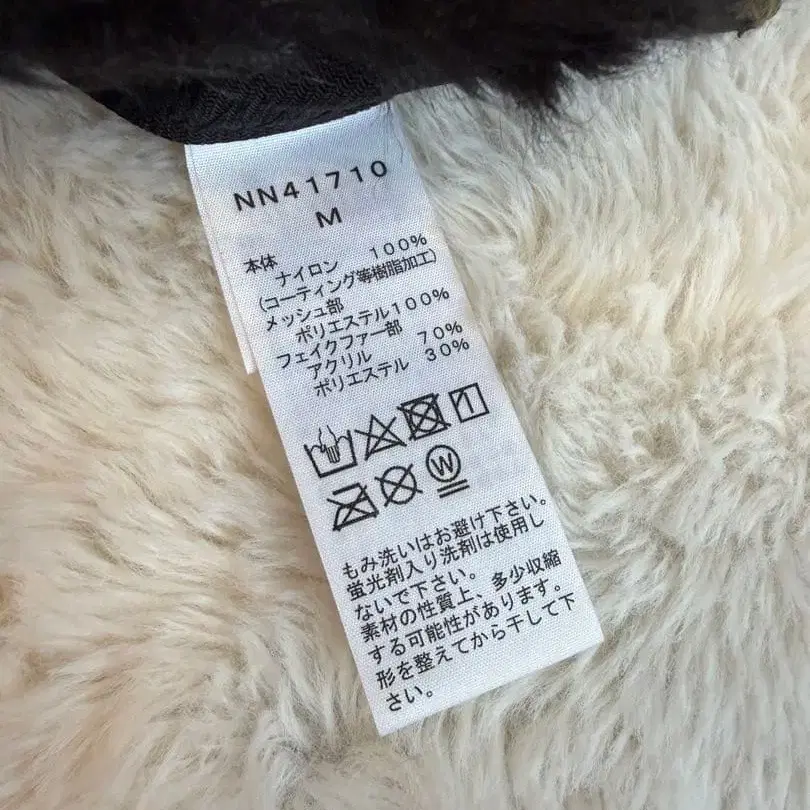 NN41710
M
本体
ナイロン 100%
(コーティング等樹脂加工)
メッシュ部
ポリエステル100%
フェイクファー部
アクリル 70%
ポリエステル 30%
W
もみ洗いはお避け下さい。
蛍光剤入り洗剤は使用し
ないで下さい。
素材の性質上、多少収縮
する可能性があります。
形を整えてから干して下
さい。